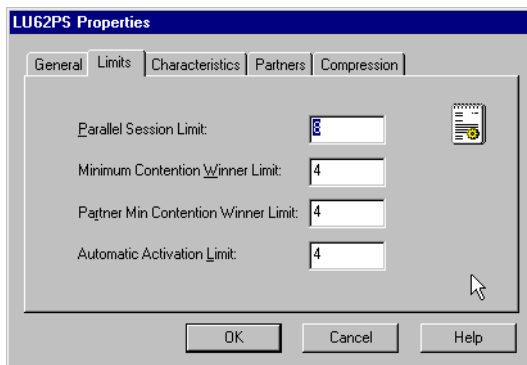 LU62PS Properties
General Limits Characteristics Partners Compression
Parallel Session Limit: 8
Minimum Contention Winner Limit: 4
Partner Min Contention Winner Limit: 4
Automatic Activation Limit: 4
OK Cancel Help